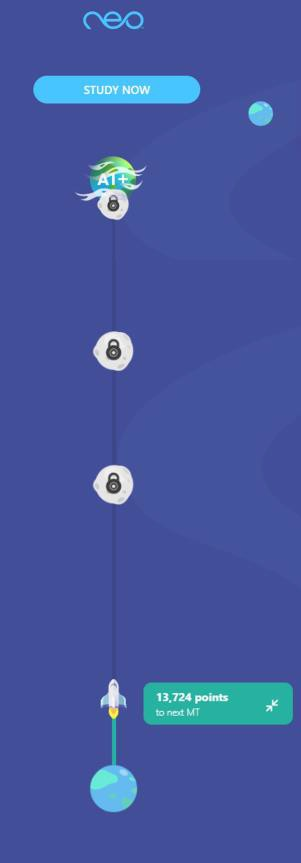 neo
STUDY NOW
A1+
13,724 points
to next MT